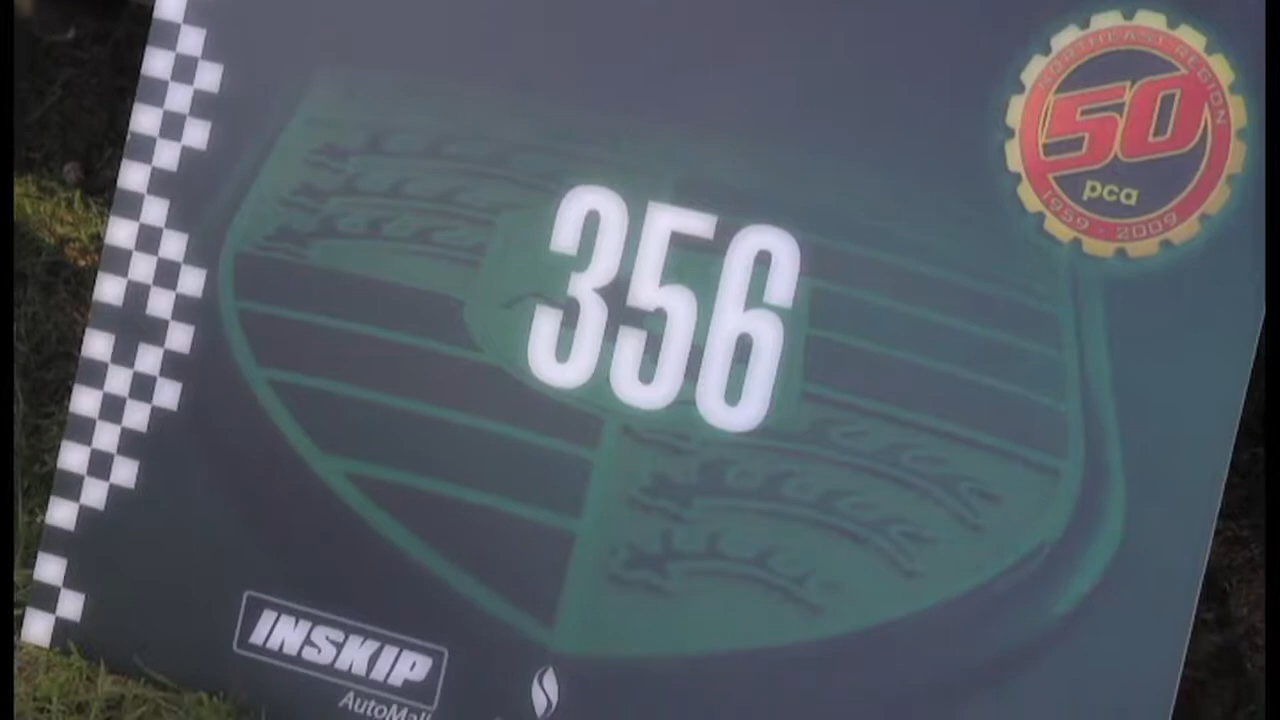 NORTHEAST REGION
50
pca
1959 - 2009
356
INSKIP
AutoMall